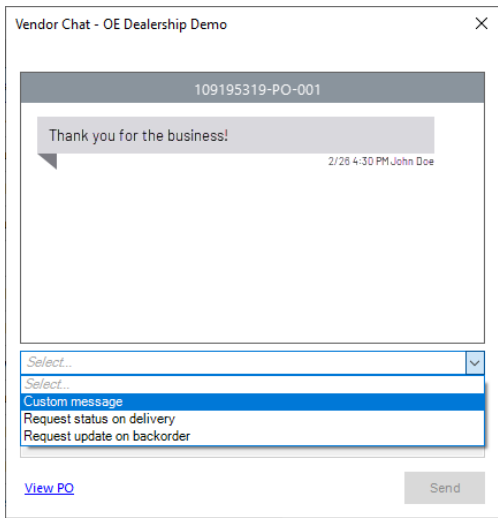 Vendor Chat - OE Dealership Demo
109195319-PO-001
Thank you for the business!
2/26 4:30 PM John Doe
Select...
Select...
Custom message
Request status on delivery
Request update on backorder
View PO
Send